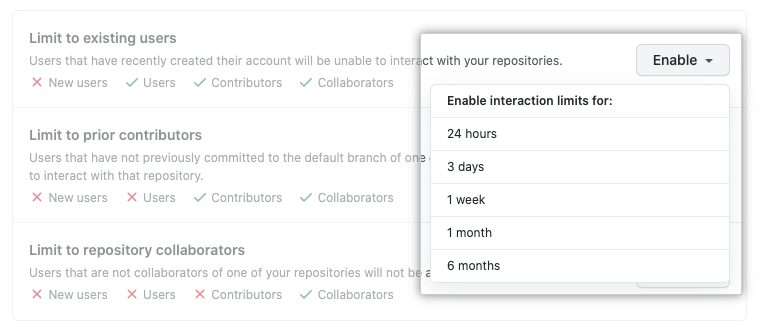 Limit to existing users
Users that have recently created their account will be unable to interact with your repositories.
Enable
New users Users Contributors Collaborators
Enable interaction limits for:
24 hours
3 days
1 week
1 month
6 months
Limit to prior contributors
Users that have not previously committed to the default branch of one
to interact with that repository.
New users Users Contributors Collaborators
Limit to repository collaborators
Users that are not collaborators of one of your repositories will not be
New users Users Contributors Collaborators